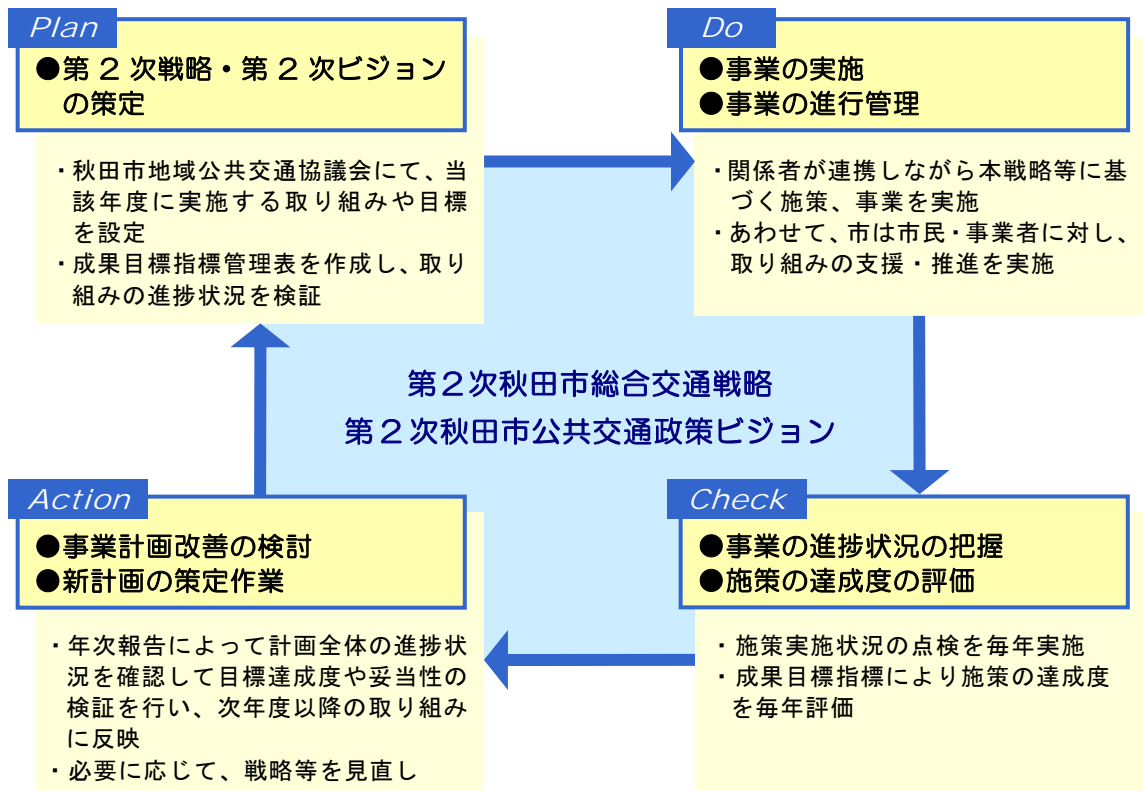 Plan
●第２次戦略・第２次ビジョン
の策定
・秋田市地域公共交通協議会にて、当
該年度に実施する取り組みや目標
を設定
・成果目標指標管理表を作成し、取り
組みの進捗状況を検証
Do
●事業の実施
●事業の進行管理
・関係者が連携しながら本戦略等に基
づく施策、事業を実施
・あわせて、市は市民・事業者に対し、
取り組みの支援・推進を実施
第２次秋田市総合交通戦略
第２次秋田市公共交通政策ビジョン
Action
●事業計画改善の検討
●新計画の策定作業
・年次報告によって計画全体の進捗状
況を確認して目標達成度や妥当性の
検証を行い、次年度以降の取り組み
に反映
・必要に応じて、戦略等を見直し
Check
●事業の進捗状況の把握
●施策の達成度の評価
・施策実施状況の点検を毎年実施
・成果目標指標により施策の達成度
を毎年評価